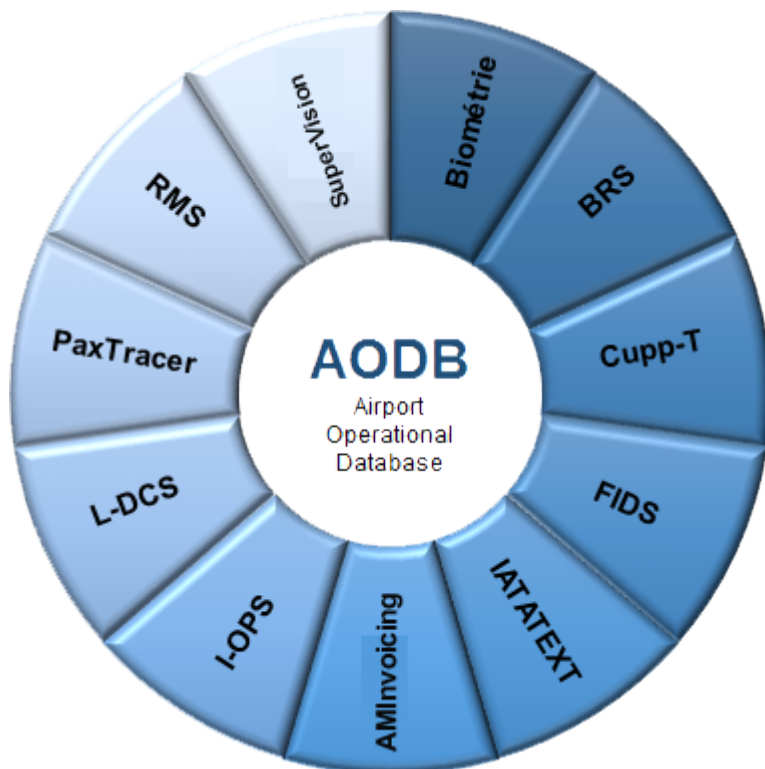 SuperVision
Biométrie
BRS
Cupp-T
FIDS
IATATEXT
AMInvoicing
I-OPS
L-DCS
PaxTracer
RMS
AODB
Airport
Operational
Database